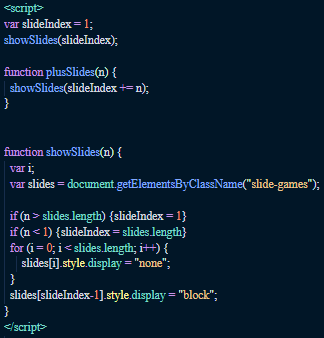 <script>
var slideIndex = 1;
showSlides(slideIndex);

function plusSlides(n) {
  showSlides(slideIndex += n);
}

function showSlides(n) {
  var i;
  var slides = document.getElementsByClassName("slide-games");

  if (n > slides.length) {slideIndex = 1}
  if (n < 1) {slideIndex = slides.length}
  for (i = 0; i < slides.length; i++) {
    slides[i].style.display = "none";
  }
  slides[slideIndex-1].style.display = "block";
}
</script>